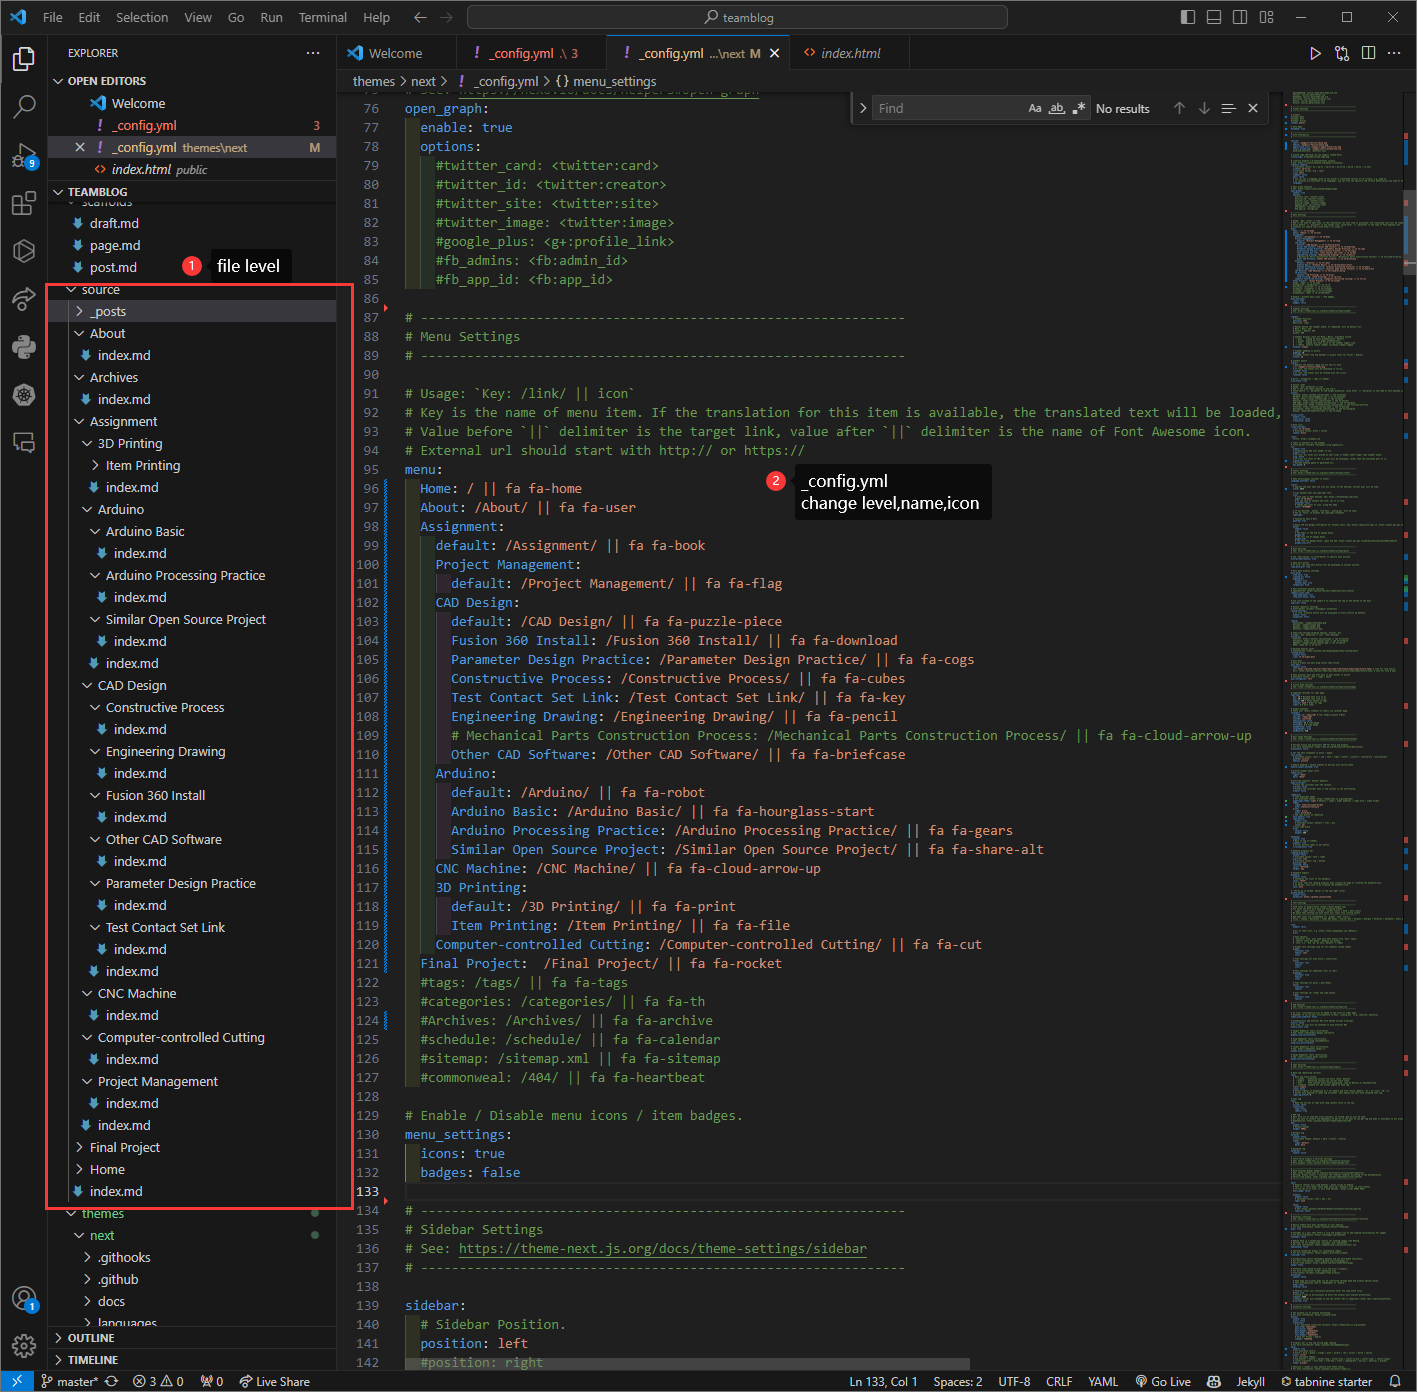 File Edit Selection View Go Run Terminal Help
teamblog
EXPLORER
OPEN EDITORS
Welcome
_config.yml 3
_config.yml themes\next M
index.html public
TEAMBLOG
scaffolds
draft.md
page.md
post.md
1 file level
source
_posts
About
index.md
Archives
index.md
Assignment
3D Printing
Item Printing
index.md
Arduino
Arduino Basic
index.md
Arduino Processing Practice
index.md
Similar Open Source Project
index.md
index.md
CAD Design
Constructive Process
index.md
Engineering Drawing
index.md
Fusion 360 Install
index.md
Other CAD Software
index.md
Parameter Design Practice
index.md
Test Contact Set Link
index.md
index.md
CNC Machine
index.md
Computer-controlled Cutting
index.md
Project Management
index.md
index.md
Final Project
Home
index.md
themes
next
.githooks
.github
docs
languages
OUTLINE
TIMELINE
9
1
Welcome
! _config.yml .\ 3
! _config.yml ...\next M
index.html
themes > next > ! _config.yml > {} menu_settings
Find
Aa ab .*
No results
75 # See: https://hexo.io/docs/helpers#open-graph
76 open_graph:
77 enable: true
78 options:
79 #twitter_card: <twitter:card>
80 #twitter_id: <twitter:creator>
81 #twitter_site: <twitter:site>
82 #twitter_image: <twitter:image>
83 #google_plus: <g+:profile_link>
84 #fb_admins: <fb:admin_id>
85 #fb_app_id: <fb:app_id>
86
87 # ---------------------------------------------------------------
88 # Menu Settings
89 # ---------------------------------------------------------------
90
91 # Usage: `Key: /link/ || icon`
92 # Key is the name of menu item. If the translation for this item is available, the translated text will be loaded,
93 # Value before `||` delimiter is the target link, value after `||` delimiter is the name of Font Awesome icon.
94 # External url should start with http:// or https://
95 menu:
96 Home: / || fa fa-home
97 About: /About/ || fa fa-user
98 Assignment:
99 default: /Assignment/ || fa fa-book
100 Project Management:
101 default: /Project Management/ || fa fa-flag
102 CAD Design:
103 default: /CAD Design/ || fa fa-puzzle-piece
104 Fusion 360 Install: /Fusion 360 Install/ || fa fa-download
105 Parameter Design Practice: /Parameter Design Practice/ || fa fa-cogs
106 Constructive Process: /Constructive Process/ || fa fa-cubes
107 Test Contact Set Link: /Test Contact Set Link/ || fa fa-key
108 Engineering Drawing: /Engineering Drawing/ || fa fa-pencil
109 # Mechanical Parts Construction Process: /Mechanical Parts Construction Process/ || fa fa-cloud-arrow-up
110 Other CAD Software: /Other CAD Software/ || fa fa-briefcase
111 Arduino:
112 default: /Arduino/ || fa fa-robot
113 Arduino Basic: /Arduino Basic/ || fa fa-hourglass-start
114 Arduino Processing Practice: /Arduino Processing Practice/ || fa fa-gears
115 Similar Open Source Project: /Similar Open Source Project/ || fa fa-share-alt
116 CNC Machine: /CNC Machine/ || fa fa-cloud-arrow-up
117 3D Printing:
118 default: /3D Printing/ || fa fa-print
119 Item Printing: /Item Printing/ || fa fa-file
120 Computer-controlled Cutting: /Computer-controlled Cutting/ || fa fa-cut
121 Final Project: /Final Project/ || fa fa-rocket
122 #tags: /tags/ || fa fa-tags
123 #categories: /categories/ || fa fa-th
124 #Archives: /Archives/ || fa fa-archive
125 #schedule: /schedule/ || fa fa-calendar
126 #sitemap: /sitemap.xml || fa fa-sitemap
127 #commonweal: /404/ || fa fa-heartbeat
128
129 # Enable / Disable menu icons / item badges.
130 menu_settings:
131 icons: true
132 badges: false
133
134 # ---------------------------------------------------------------
135 # Sidebar Settings
136 # See: https://theme-next.js.org/docs/theme-settings/sidebar
137 # ---------------------------------------------------------------
138
139 sidebar:
140 # Sidebar Position.
141 position: left
142 #position: right
2 _config.yml
change level,name,icon
master* 3 0 0 Live Share
Ln 133, Col 1 Spaces: 2 UTF-8 CRLF YAML Go Live Jekyll tabnine starter